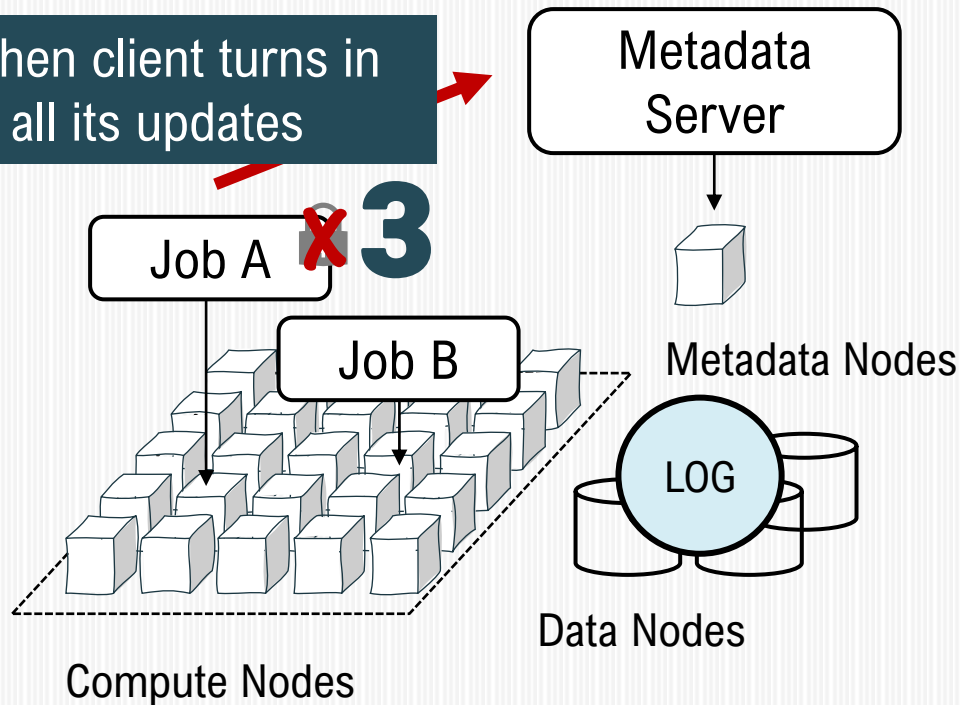 hen client turns in
all its updates
Metadata
Server
X
3
Job A
Job B
Metadata Nodes
LOG
Data Nodes
Compute Nodes